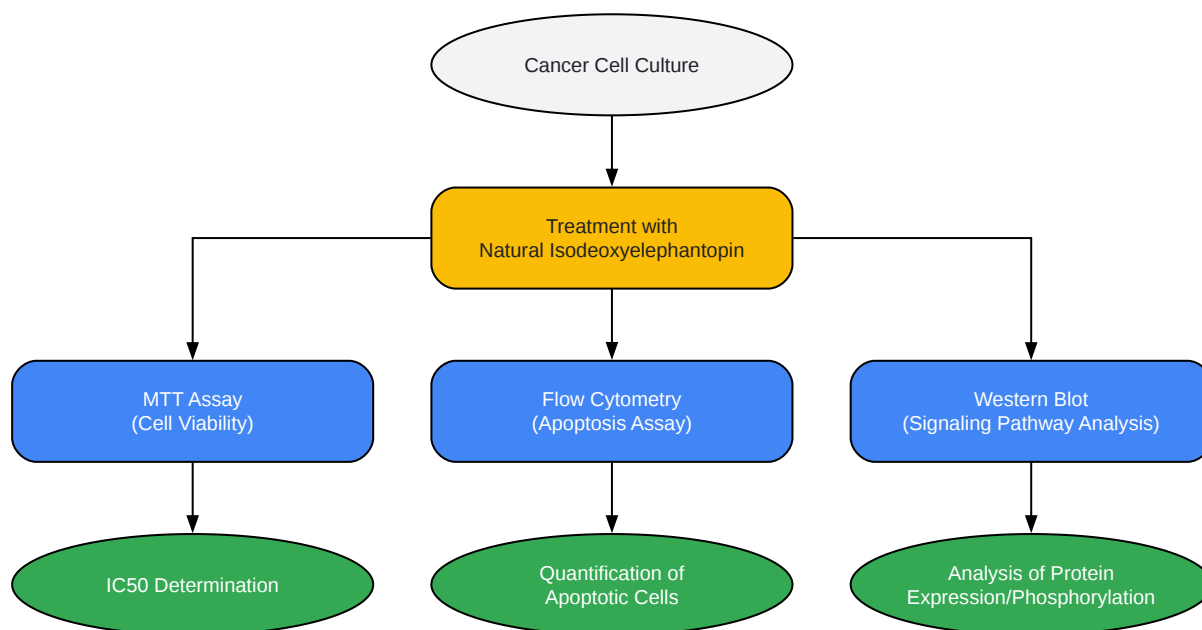 Cancer Cell Culture
Treatment with
Natural Isodeoxyelephantopin
MTT Assay
(Cell Viability)
Flow Cytometry
(Apoptosis Assay)
Western Blot
(Signaling Pathway Analysis)
IC50 Determination
Quantification of
Apoptotic Cells
Analysis of Protein
Expression/Phosphorylation